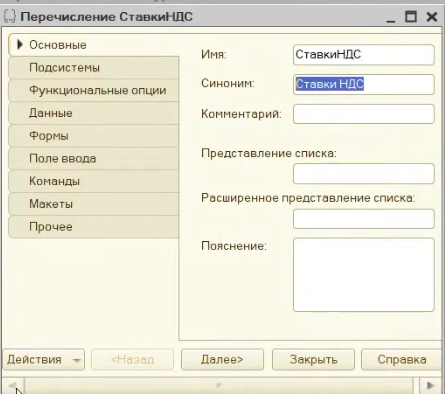 Перечисление СтавкиНДС
Основные
Подсистемы
Функциональные опции
Данные
Формы
Поле ввода
Команды
Макеты
Прочее
Имя: СтавкиНДС
Синоним: Ставки НДС
Комментарий:
Представление списка:
Расширенное представление списка:
Пояснение:
Действия <Назад Далее> Закрыть Справка